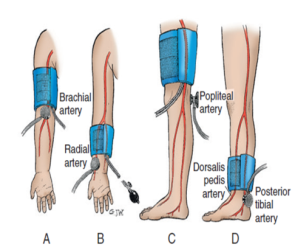 Brachial
artery
Radial
artery
Popliteal
artery
Dorsalis
pedis
artery
Posterior
tibial
artery
A B C D